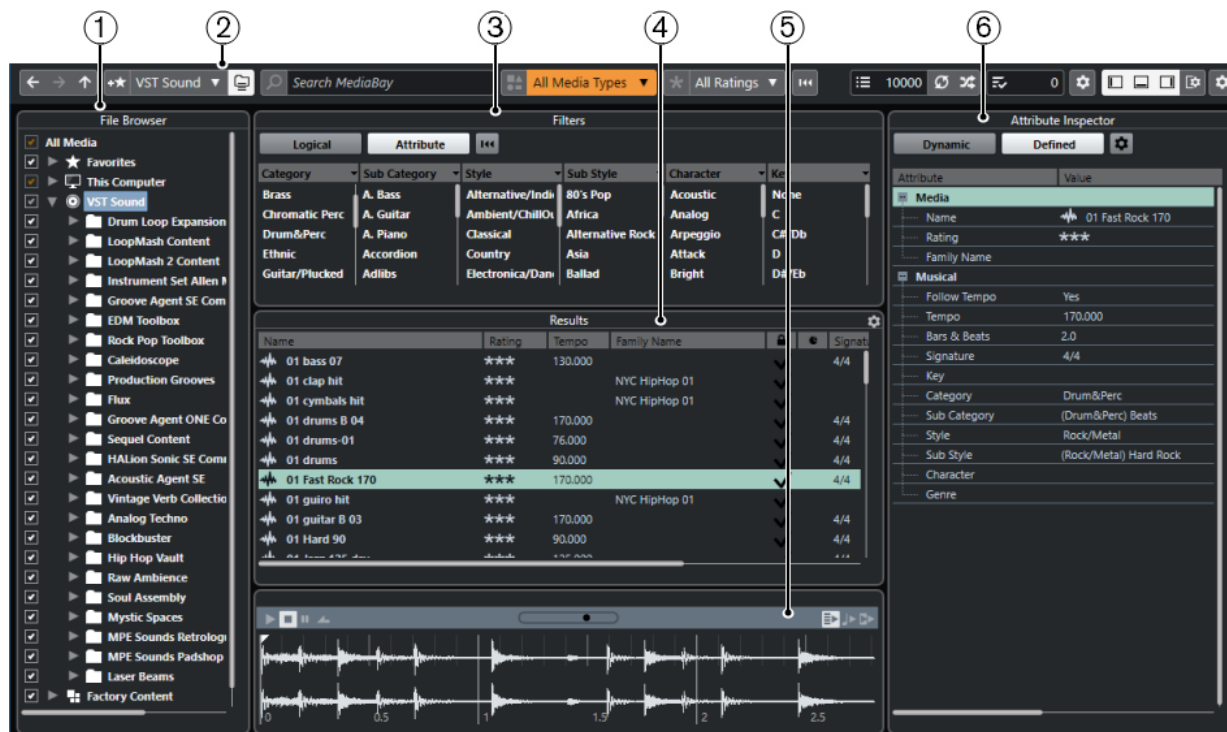 1
2
3
4
5
6
VST Sound
Search MediaBay
All Media Types
All Ratings
10000
0
File Browser
All Media
Favorites
This Computer
VST Sound
Drum Loop Expansion
LoopMash Content
LoopMash 2 Content
Instrument Set Allen
Groove Agent SE Com
EDM Toolbox
Rock Pop Toolbox
Caleidoscope
Production Grooves
Flux
Groove Agent ONE Co
Sequel Content
HALion Sonic SE
Acoustic Agent SE
Vintage Verb Collectio
Analog Techno
Blockbuster
Hip Hop Vault
Raw Ambience
Soul Assembly
Mystic Spaces
MPE Sounds Retrolog
MPE Sounds Padshop
Laser Beams
Factory Content
Filters
Logical Attribute
Category Sub Category Style Sub Style Character Ke
Brass A. Bass Alternative/Indi 80's Pop Acoustic None
Chromatic Perc A. Guitar Ambient/ChillOu Africa Analog C
Drum&Perc A. Piano Classical Alternative Rock Arpeggio C#/Db
Ethnic Accordion Country Asia Attack D
Guitar/Plucked Adlibs Electronica/Dan Ballad Bright D#/Eb
Results
Name Rating Tempo Family Name Signat
01 bass 07 *** 130.000 4/4
01 clap hit *** NYC HipHop 01
01 cymbals hit *** NYC HipHop 01
01 drums B 04 *** 170.000 4/4
01 drums-01 *** 76.000 4/4
01 drums *** 90.000 4/4
01 Fast Rock 170 *** 170.000 4/4
01 guiro hit *** NYC HipHop 01
01 guitar B 03 *** 170.000 4/4
01 Hard 90 *** 90.000 4/4
0 0.5 1 1.5 2 2.5
Attribute Inspector
Dynamic Defined
Attribute Value
Media
Name 01 Fast Rock 170
Rating ***
Family Name
Musical
Follow Tempo Yes
Tempo 170.000
Bars & Beats 2.0
Signature 4/4
Key
Category Drum&Perc
Sub Category (Drum&Perc) Beats
Style Rock/Metal
Sub Style (Rock/Metal) Hard Rock
Character
Genre